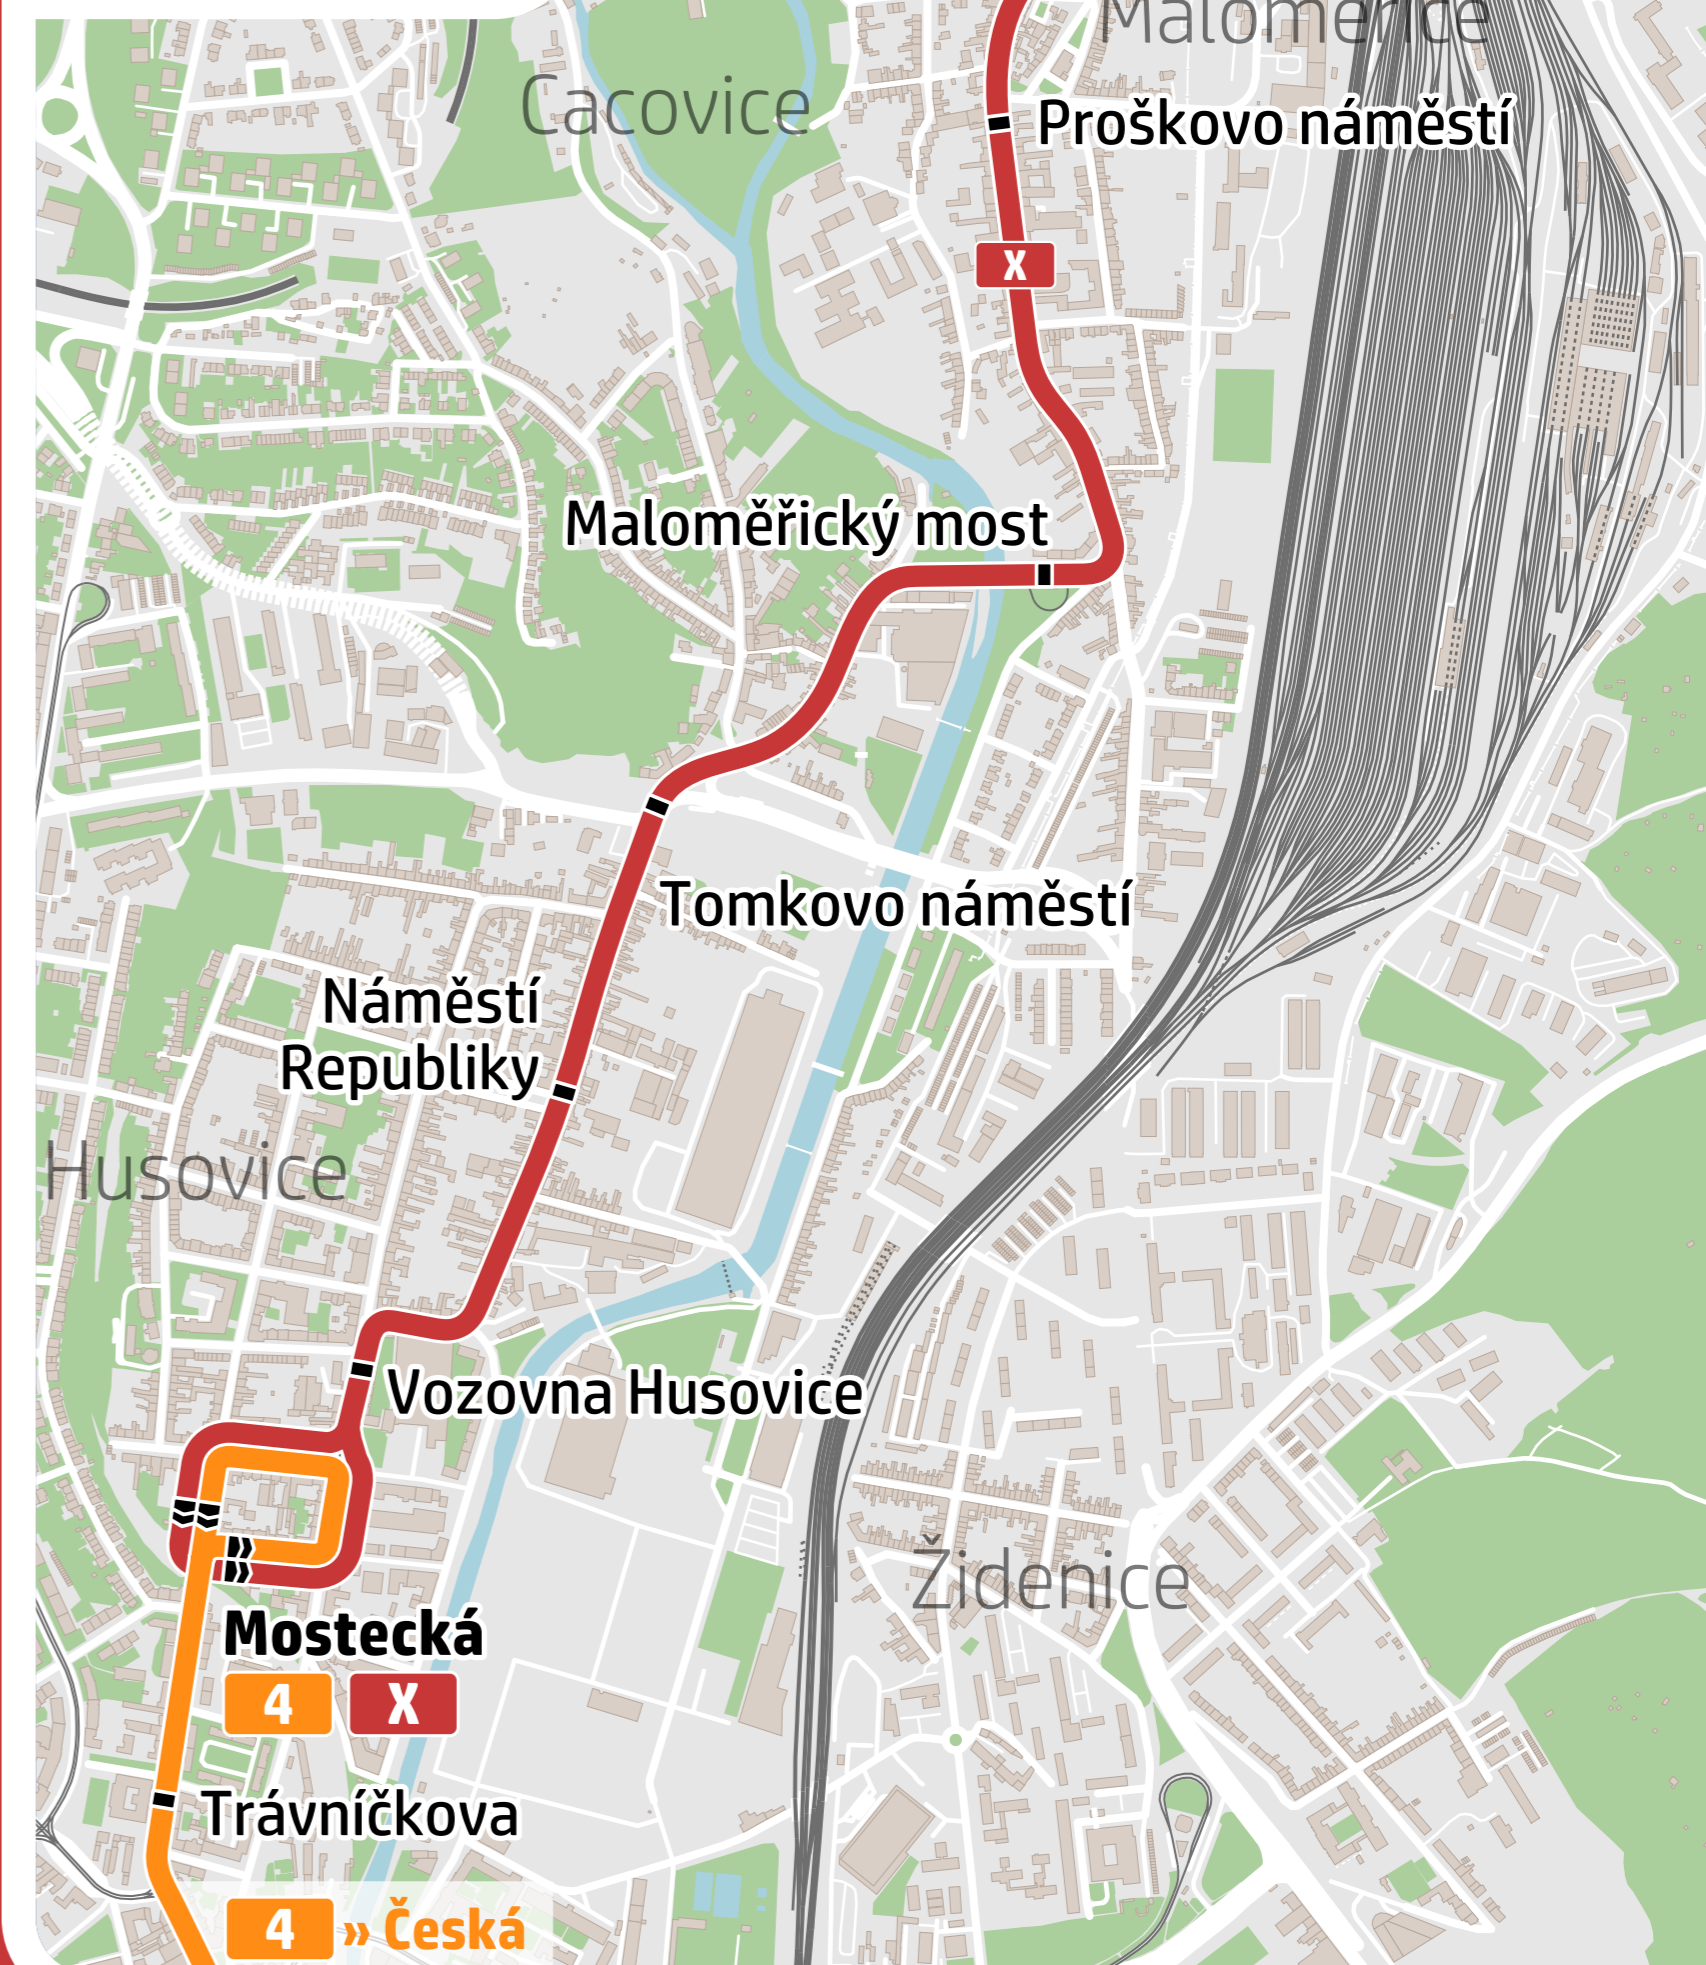 Maloměřice
Cacovice
Proškovo náměstí
X
Maloměřický most
Tomkovo náměstí
Náměstí
Republiky
Husovice
Vozovna Husovice
Židenice
Mostecká
4 X
Trávníčkova
4 » Česká